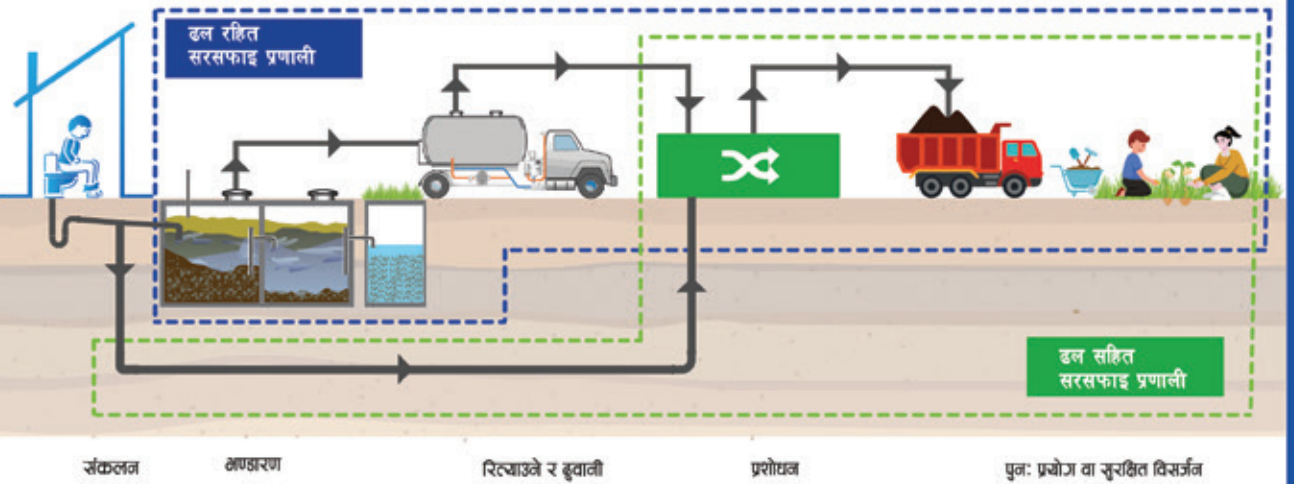 ढल रहित
सरसफाइ प्रणाली
ढल सहित
सरसफाइ प्रणाली
संकलन
भण्डारण
रित्याउने र ढुवानी
प्रशोधन
पुनः प्रयोग वा सुरक्षित विसर्जन